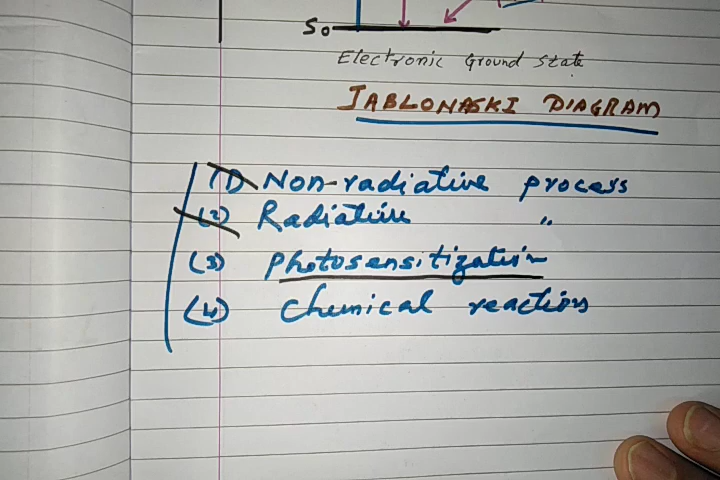 S₀
Electronic Ground State
JABLONASKI DIAGRAM
(1) Non-radiative process
(2) Radiative "
(3) Photosensitization
(4) Chemical reactions